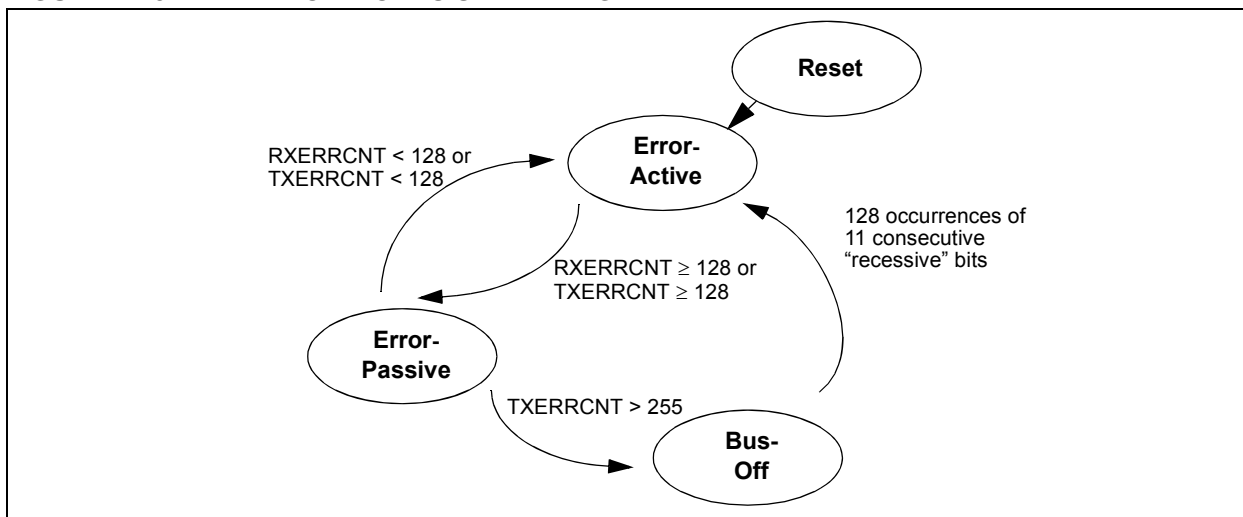 Reset
Error-
Active
RXERRCNT < 128 or
TXERRCNT < 128
128 occurrences of
11 consecutive
“recessive” bits
RXERRCNT ≥ 128 or
TXERRCNT ≥ 128
Error-
Passive
TXERRCNT > 255
Bus-
Off